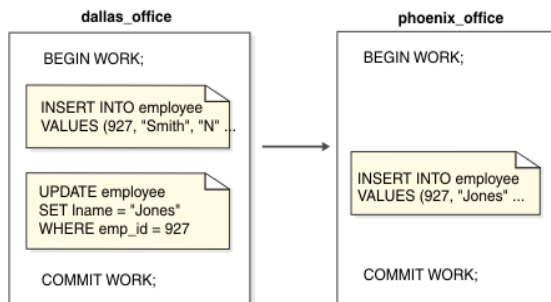 dallas_office
BEGIN WORK;
INSERT INTO employee
VALUES (927, "Smith", "N" ...
UPDATE employee
SET lname = "Jones"
WHERE emp_id = 927
COMMIT WORK;
phoenix_office
BEGIN WORK;
INSERT INTO employee
VALUES (927, "Jones" ...
COMMIT WORK;